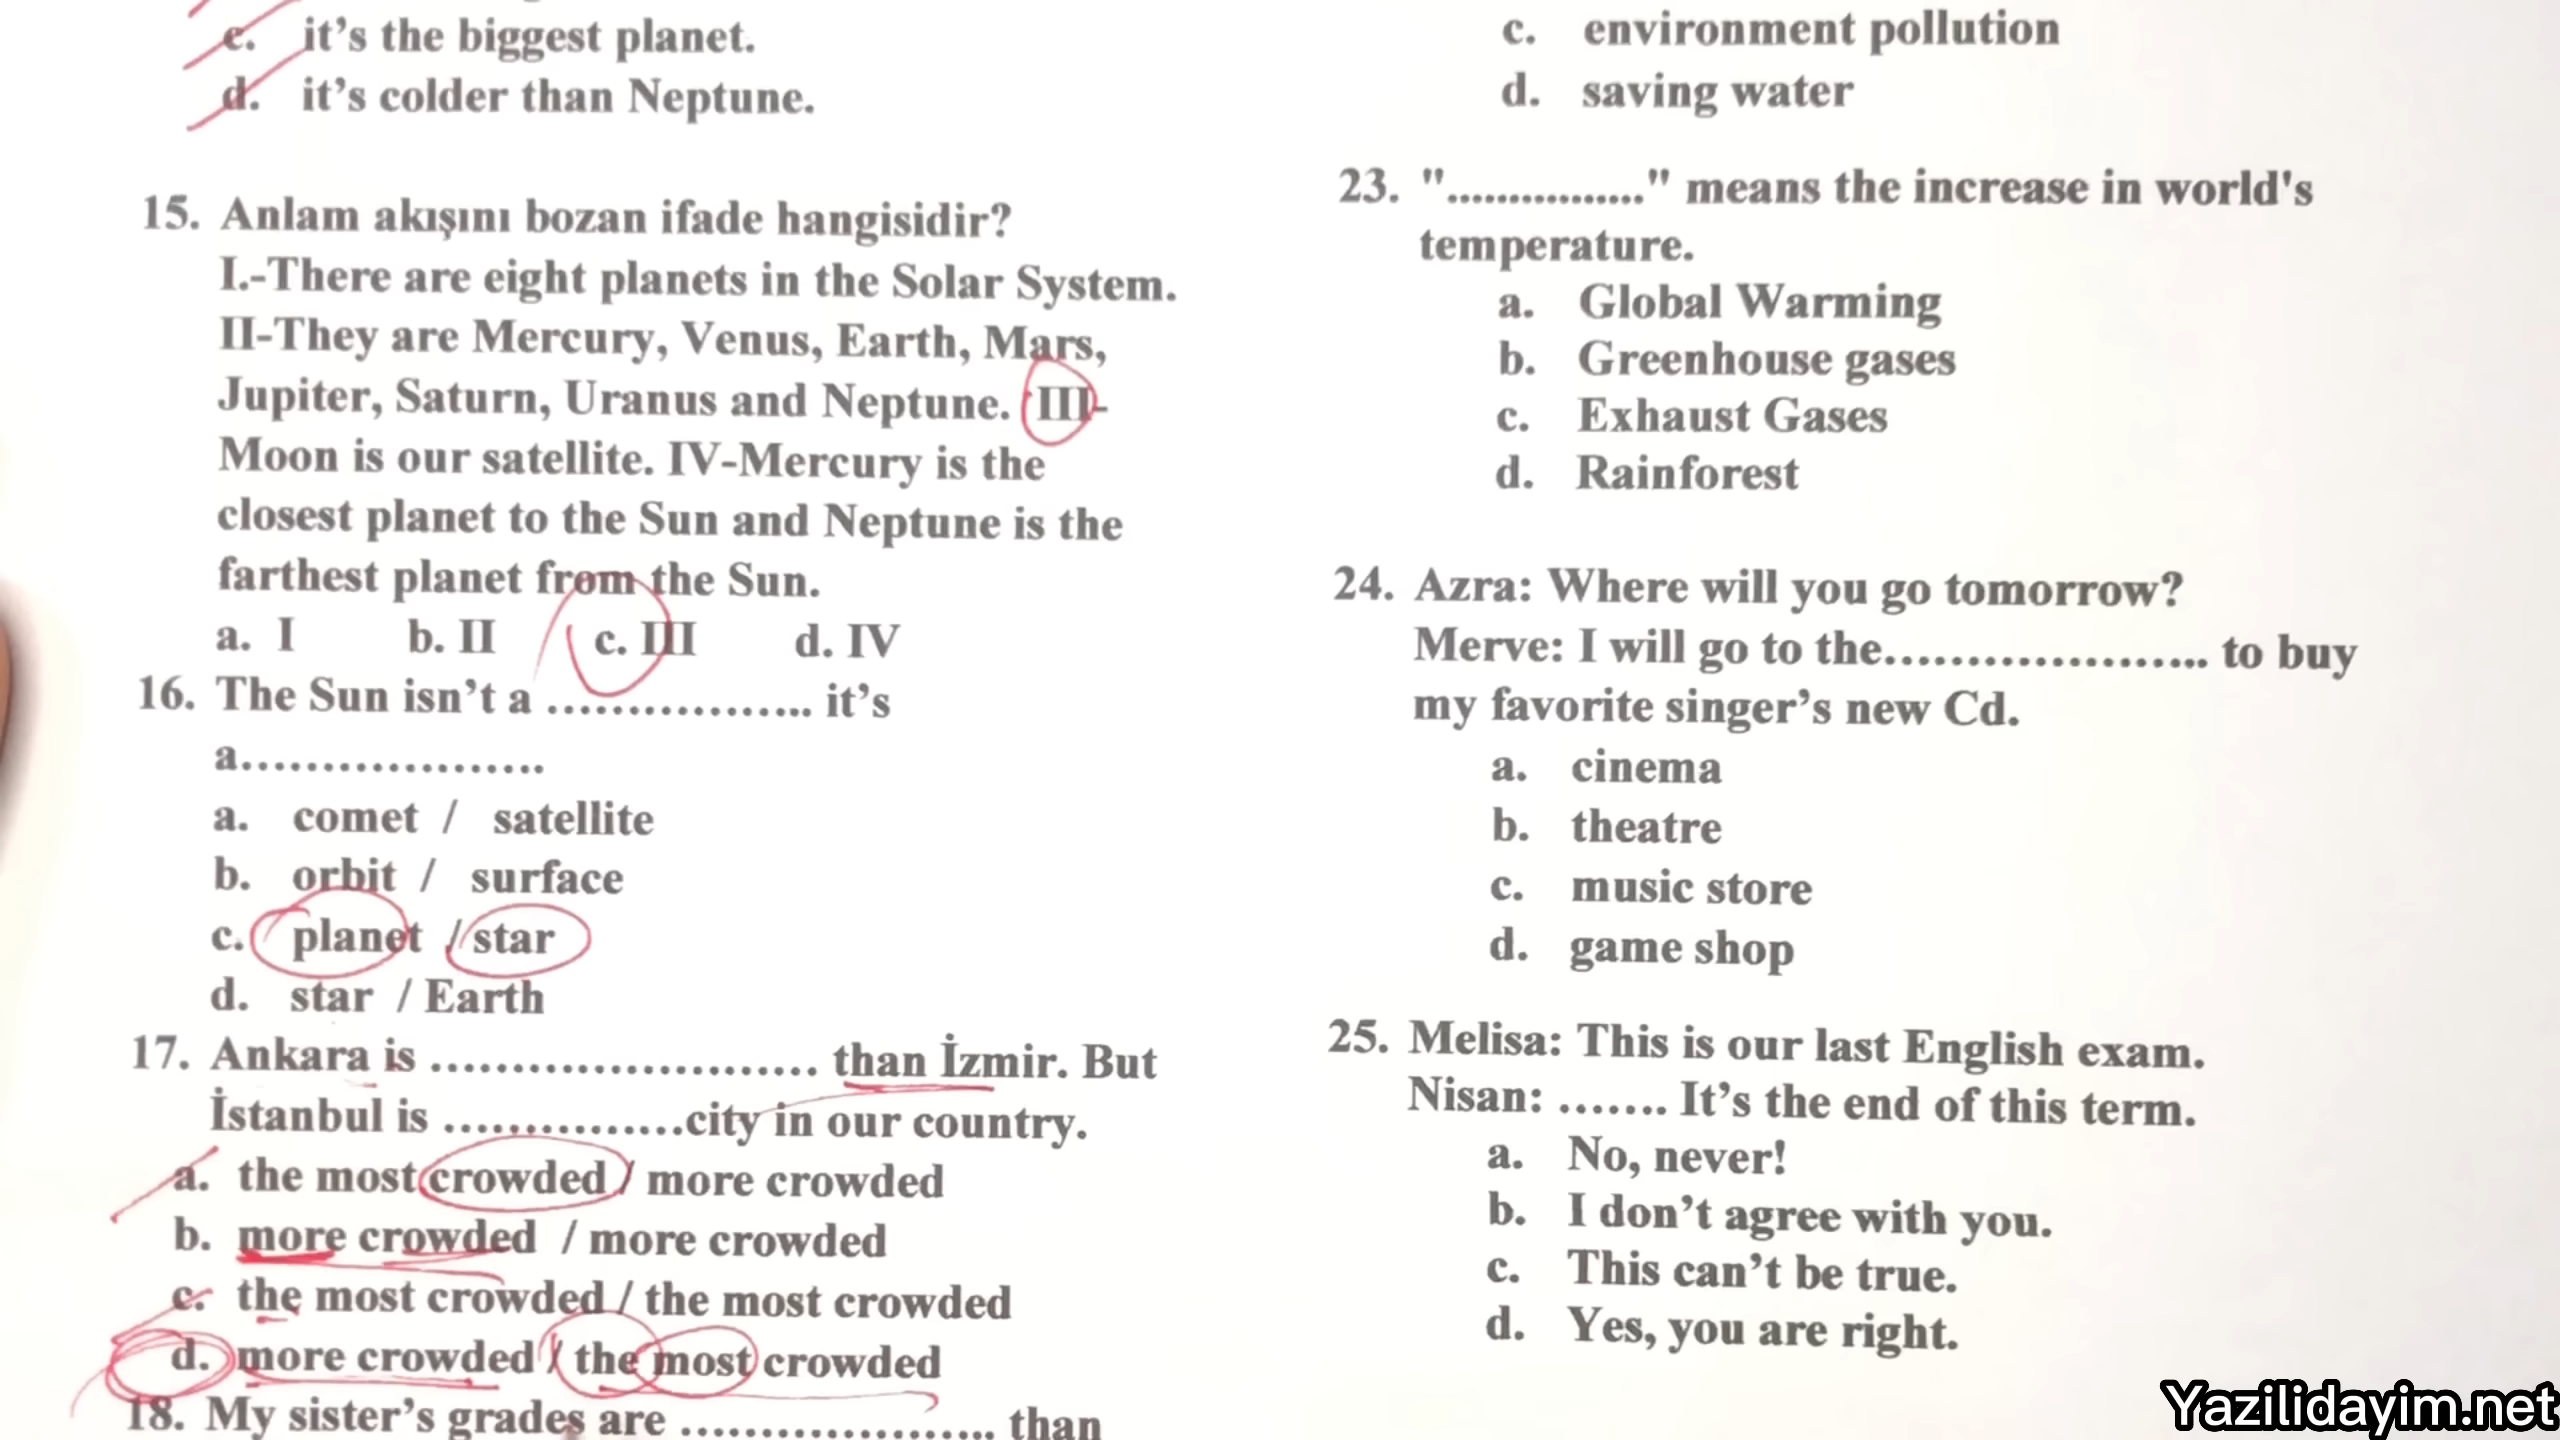 c. it's the biggest planet.
d. it's colder than Neptune.
15. Anlam akışını bozan ifade hangisidir?
I.-There are eight planets in the Solar System.
II-They are Mercury, Venus, Earth, Mars,
Jupiter, Saturn, Uranus and Neptune. III-
Moon is our satellite. IV-Mercury is the
closest planet to the Sun and Neptune is the
farthest planet from the Sun.
a. I b. II c. III d. IV
16. The Sun isn't a ................. it's
a...................
a. comet / satellite
b. orbit / surface
c. planet / star
d. star / Earth
17. Ankara is ........................ than İzmir. But
İstanbul is ...............city in our country.
a. the most crowded / more crowded
b. more crowded / more crowded
c. the most crowded / the most crowded
d. more crowded / the most crowded
18. My sister's grades are .................... than
c. environment pollution
d. saving water
23. "................" means the increase in world's
temperature.
a. Global Warming
b. Greenhouse gases
c. Exhaust Gases
d. Rainforest
24. Azra: Where will you go tomorrow?
Merve: I will go to the.................... to buy
my favorite singer's new Cd.
a. cinema
b. theatre
c. music store
d. game shop
25. Melisa: This is our last English exam.
Nisan: ....... It's the end of this term.
a. No, never!
b. I don't agree with you.
c. This can't be true.
d. Yes, you are right.
Yazilidayim.net